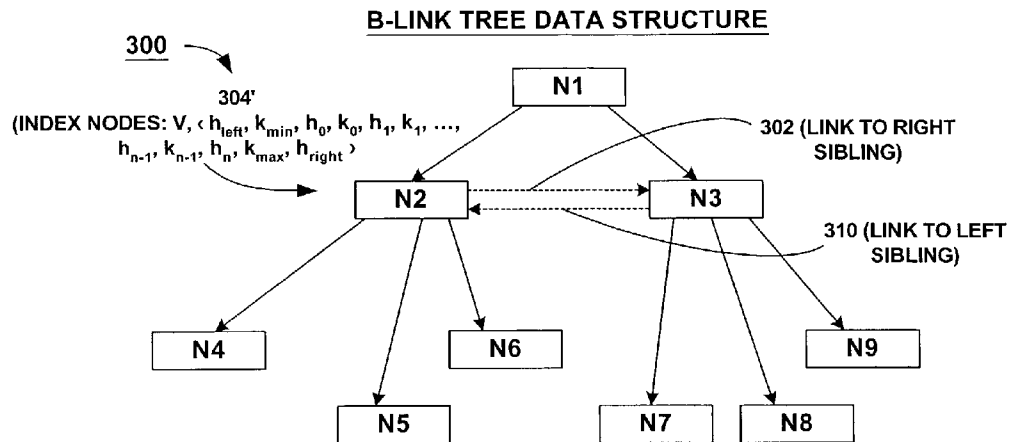 B-LINK TREE DATA STRUCTURE
300
304'
(INDEX NODES: V, ‹ h_left, k_min, h_0, k_0, h_1, k_1, ...,
h_n-1, k_n-1, h_n, k_max, h_right ›
N1
302 (LINK TO RIGHT
SIBLING)
N2
N3
310 (LINK TO LEFT
SIBLING)
N4
N6
N9
N5
N7
N8